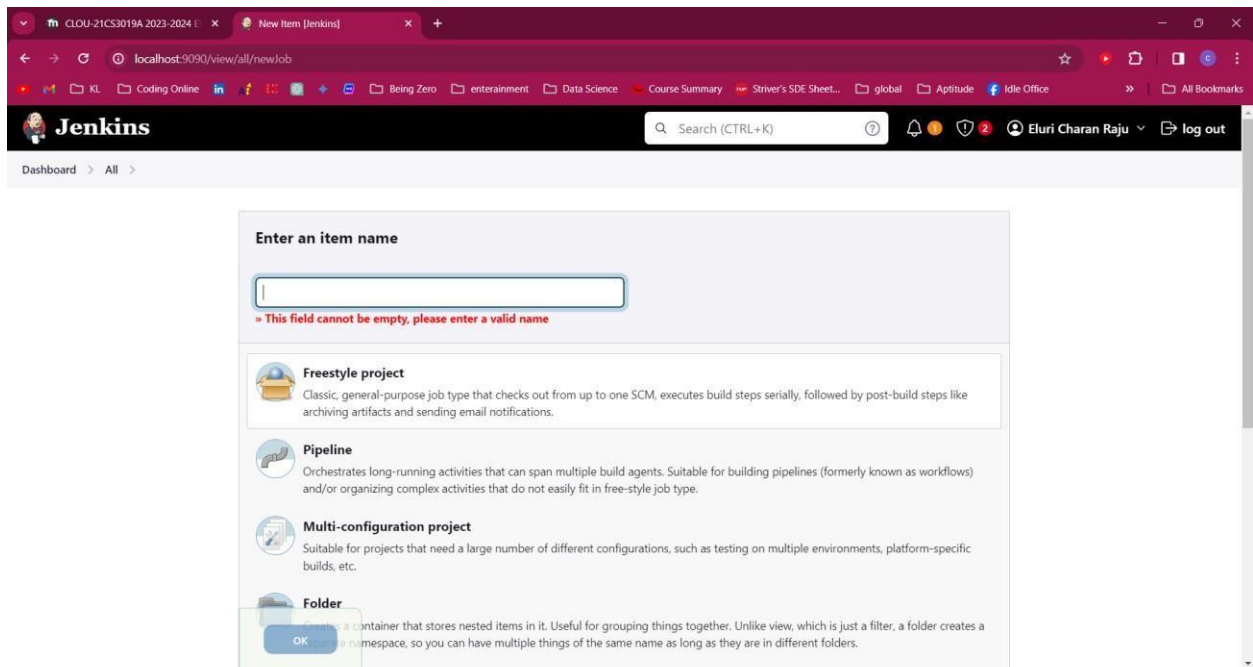 CLOU-21CS3019A 2023-2024 E
New Item [Jenkins]
localhost:9090/view/all/newJob
KL Coding Online Being Zero enterainment Data Science Course Summary Striver's SDE Sheet... global Aptitude Idle Office » All Bookmarks
Jenkins Search (CTRL+K) 1 2 Eluri Charan Raju log out
Dashboard > All >
Enter an item name
» This field cannot be empty, please enter a valid name
Freestyle project
Classic, general-purpose job type that checks out from up to one SCM, executes build steps serially, followed by post-build steps like
archiving artifacts and sending email notifications.
Pipeline
Orchestrates long-running activities that can span multiple build agents. Suitable for building pipelines (formerly known as workflows)
and/or organizing complex activities that do not easily fit in free-style job type.
Multi-configuration project
Suitable for projects that need a large number of different configurations, such as testing on multiple environments, platform-specific
builds, etc.
Folder
Creates a container that stores nested items in it. Useful for grouping things together. Unlike view, which is just a filter, a folder creates a
OK namespace, so you can have multiple things of the same name as long as they are in different folders.